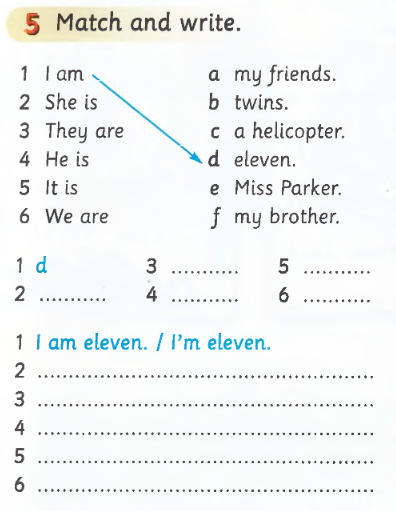 5 Match and write.
1 I am a my friends.
2 She is b twins.
3 They are c a helicopter.
4 He is d eleven.
5 It is e Miss Parker.
6 We are f my brother.
1 d 3 ............ 5 ............
2 ............ 4 ............ 6 ............
1 I am eleven. / I'm eleven.
2 ............................................................
3 ............................................................
4 ............................................................
5 ............................................................
6 ............................................................